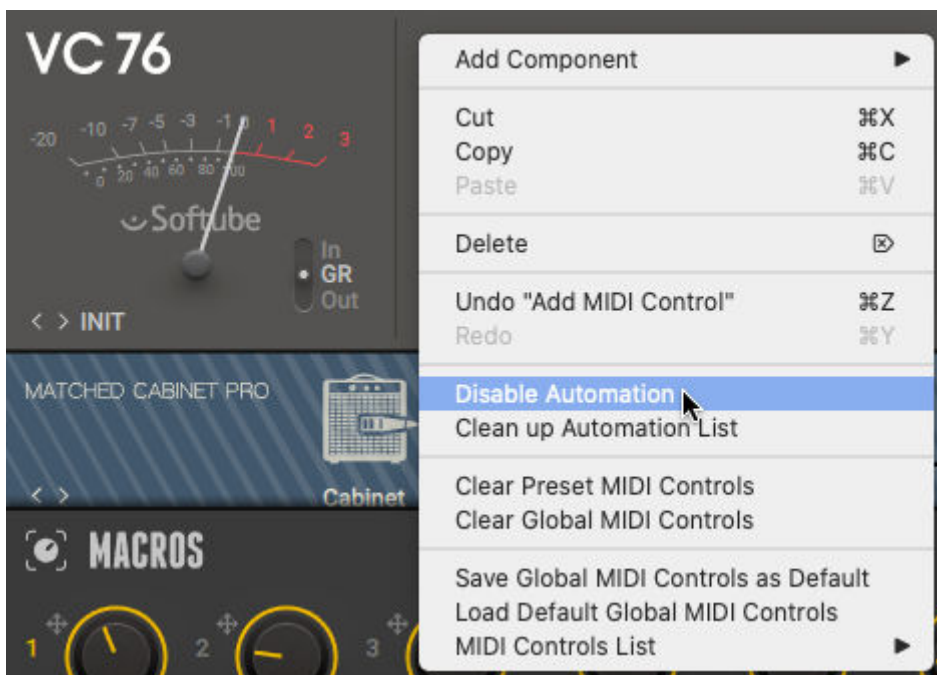 VC 76
-20 -10 -7 -5 -3 -1 0 1 2 3
0 20 40 60 80 100
Softube
In
GR
Out
< > INIT
MATCHED CABINET PRO
< >
Cabinet
MACROS
1 2 3
Add Component ▶
Cut ⌘X
Copy ⌘C
Paste ⌘V
Delete ⌦
Undo "Add MIDI Control" ⌘Z
Redo ⌘Y
Disable Automation
Clean up Automation List
Clear Preset MIDI Controls
Clear Global MIDI Controls
Save Global MIDI Controls as Default
Load Default Global MIDI Controls
MIDI Controls List ▶